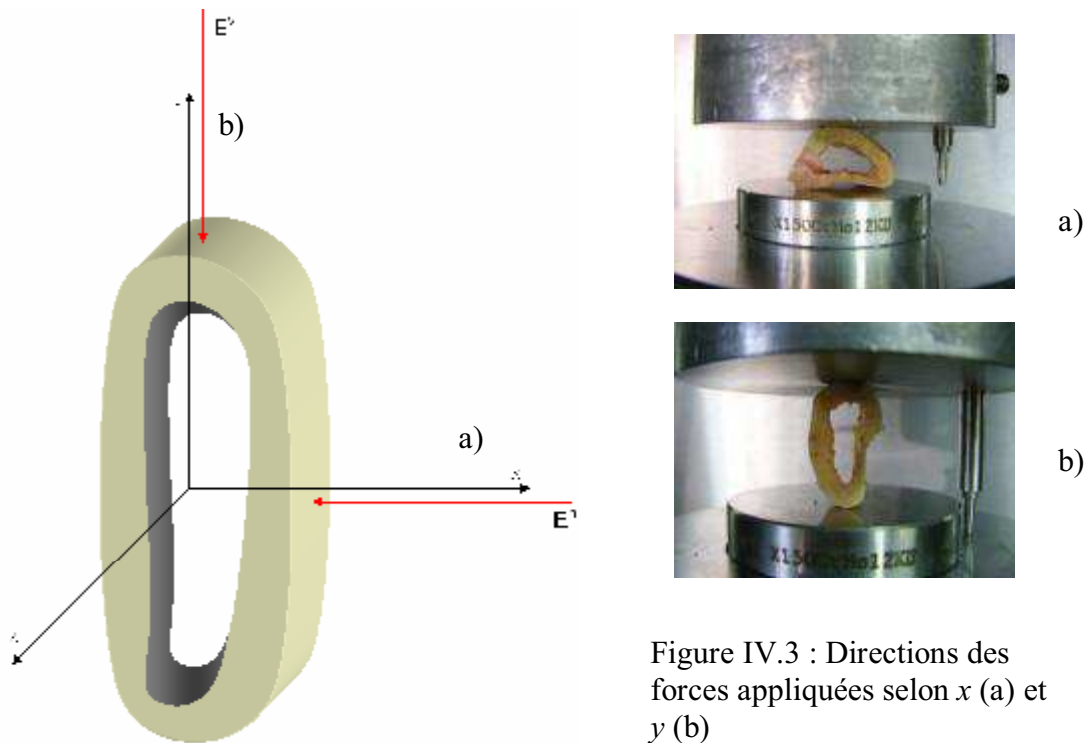 b)
a)
a)
b)
Figure IV.3 : Directions des
forces appliquées selon x (a) et
y (b)